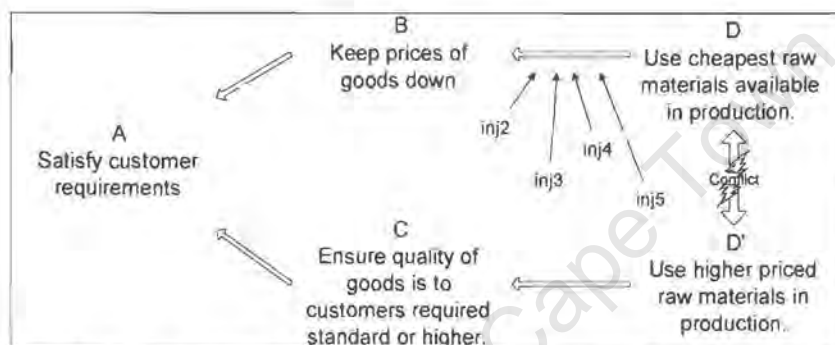 B
Keep prices of
goods down
D
Use cheapest raw
materials available
in production.
A
Satisfy customer
requirements
inj2
inj3
inj4
inj5
Conflict
C
Ensure quality of
goods is to
customers required
standard or higher.
D'
Use higher priced
raw materials in
production.
Cape Town